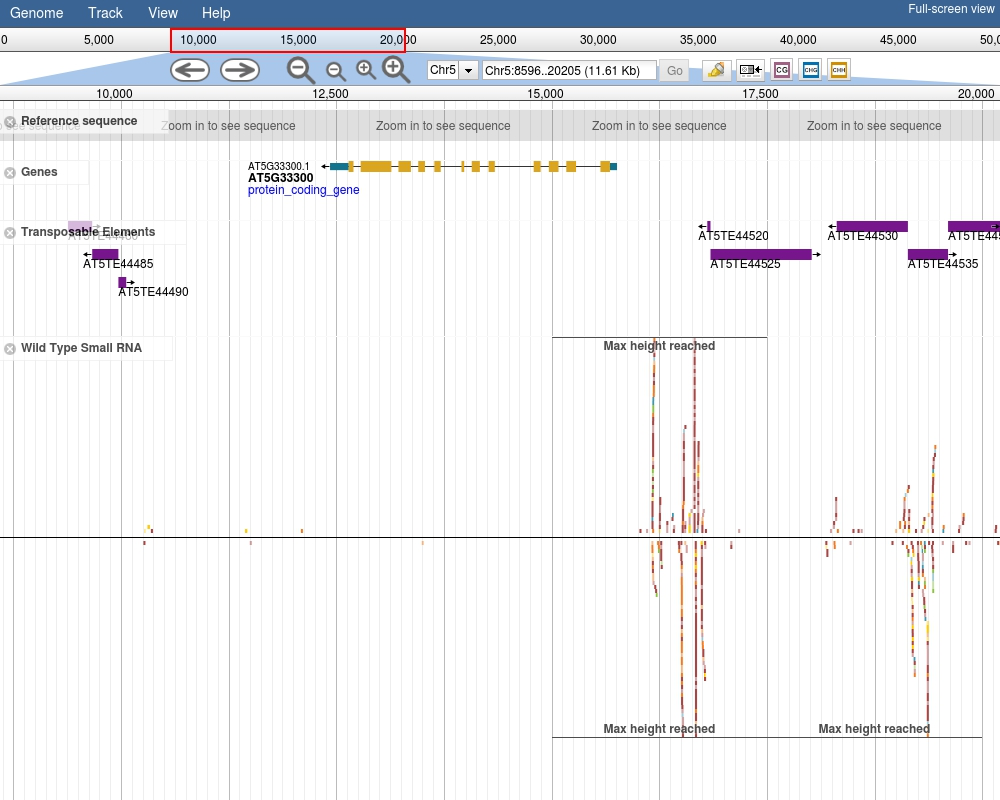 Genome Track View Help Full-screen view
0 5,000 10,000 15,000 20,000 25,000 30,000 35,000 40,000 45,000 50,0
Chr5 Chr5:8596..20205 (11.61 Kb) Go CG CHG CHH
10,000 12,500 15,000 17,500 20,000
Reference sequence
Zoom in to see sequence Zoom in to see sequence Zoom in to see sequence Zoom in to see sequence
Genes
AT5G33300.1
AT5G33300
protein_coding_gene
Transposable Elements
AT5TE44520 AT5TE44530
AT5TE44485 AT5TE44525 AT5TE44535
AT5TE44490
Wild Type Small RNA
Max height reached
Max height reached Max height reached